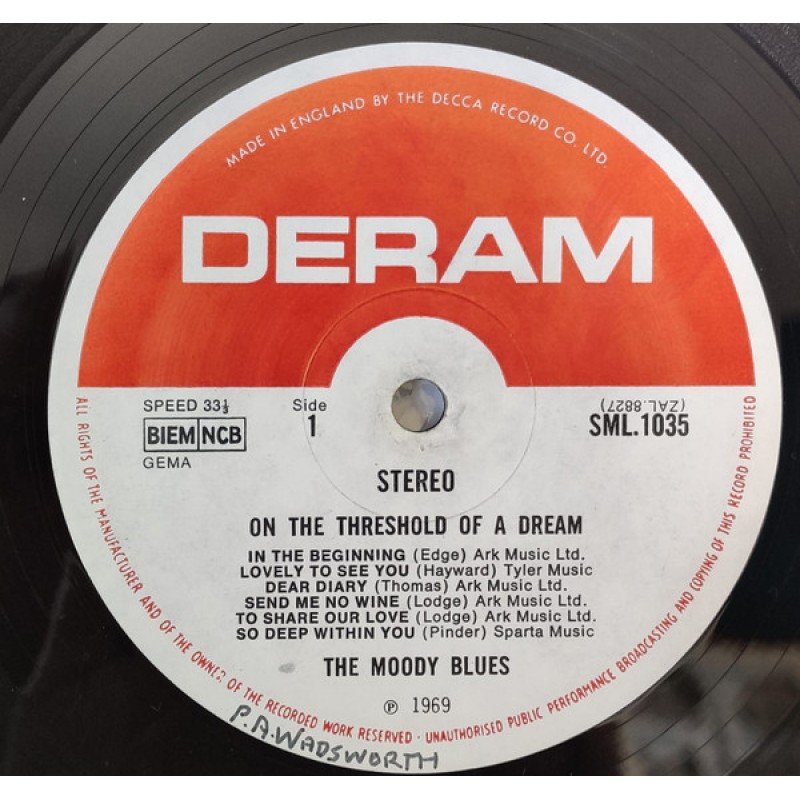 MADE IN ENGLAND BY THE DECCA RECORD CO. LTD.
DERAM
SPEED 33⅓
BIEM NCB
GEMA
Side
1
(ZAL.8827)
SML.1035
STEREO
ON THE THRESHOLD OF A DREAM
IN THE BEGINNING (Edge) Ark Music Ltd.
LOVELY TO SEE YOU (Hayward) Tyler Music
DEAR DIARY (Thomas) Ark Music Ltd.
SEND ME NO WINE (Lodge) Ark Music Ltd.
TO SHARE OUR LOVE (Lodge) Ark Music Ltd.
SO DEEP WITHIN YOU (Pinder) Sparta Music
THE MOODY BLUES
℗ 1969
ALL RIGHTS OF THE MANUFACTURER AND OF THE OWNER OF THE RECORDED WORK RESERVED · UNAUTHORISED PUBLIC PERFORMANCE BROADCASTING AND COPYING OF THIS RECORD PROHIBITED
P.A. WADSWORTH